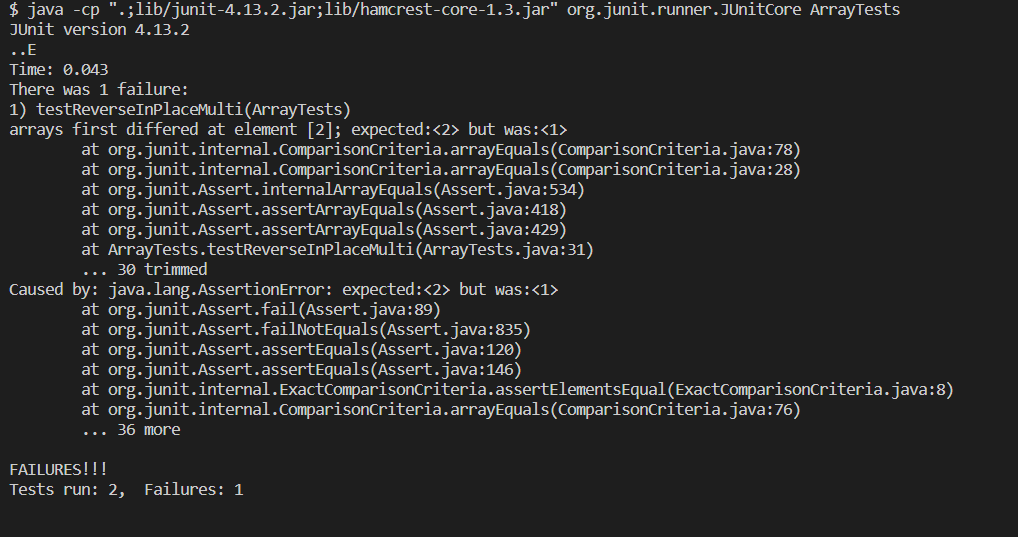 $ java -cp ".;lib/junit-4.13.2.jar;lib/hamcrest-core-1.3.jar" org.junit.runner.JUnitCore ArrayTests
JUnit version 4.13.2
..E
Time: 0.043
There was 1 failure:
1) testReverseInPlaceMulti(ArrayTests)
arrays first differed at element [2]; expected:<2> but was:<1>
        at org.junit.internal.ComparisonCriteria.arrayEquals(ComparisonCriteria.java:78)
        at org.junit.internal.ComparisonCriteria.arrayEquals(ComparisonCriteria.java:28)
        at org.junit.Assert.internalArrayEquals(Assert.java:534)
        at org.junit.Assert.assertArrayEquals(Assert.java:418)
        at org.junit.Assert.assertArrayEquals(Assert.java:429)
        at ArrayTests.testReverseInPlaceMulti(ArrayTests.java:31)
        ... 30 trimmed
Caused by: java.lang.AssertionError: expected:<2> but was:<1>
        at org.junit.Assert.fail(Assert.java:89)
        at org.junit.Assert.failNotEquals(Assert.java:835)
        at org.junit.Assert.assertEquals(Assert.java:120)
        at org.junit.Assert.assertEquals(Assert.java:146)
        at org.junit.internal.ExactComparisonCriteria.assertElementsEqual(ExactComparisonCriteria.java:8)
        at org.junit.internal.ComparisonCriteria.arrayEquals(ComparisonCriteria.java:76)
        ... 36 more

FAILURES!!!
Tests run: 2,  Failures: 1